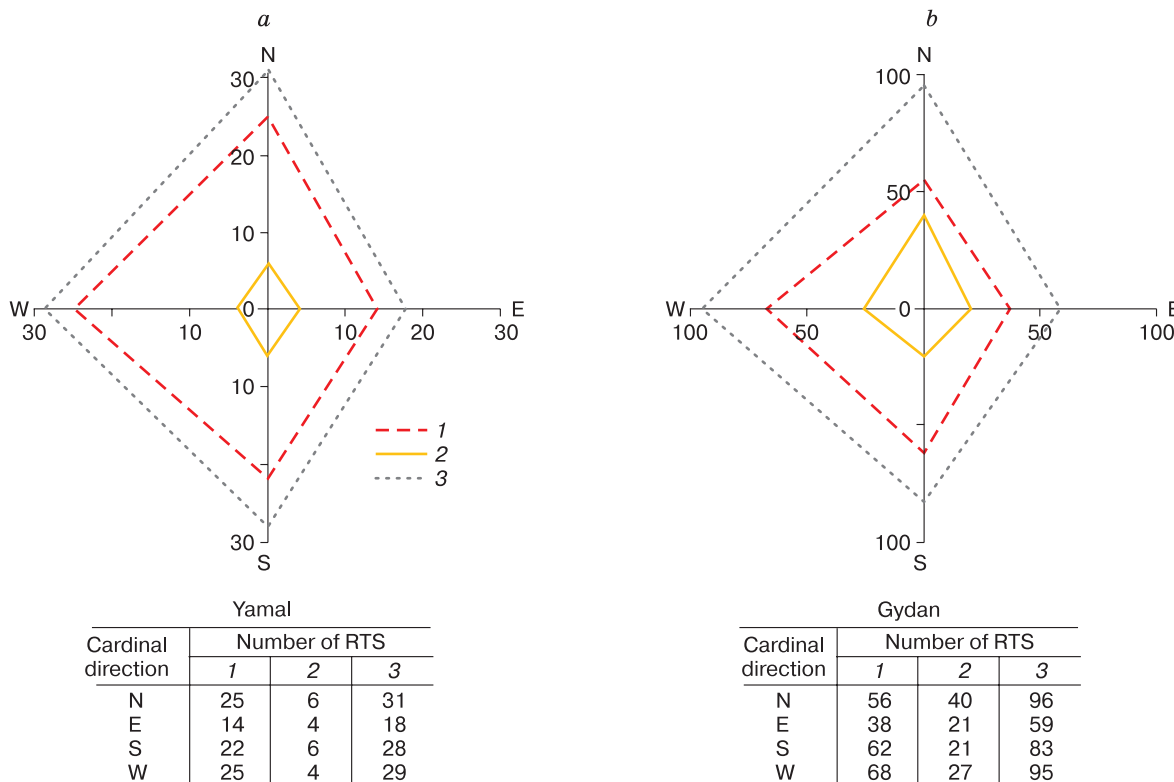 a
N
30
20
10
W
0
E
30
10
10
20
30
10
30
S
1
2
3
b
N
100
50
W
0
E
100
50
50
100
100
S
Yamal
Cardinal direction Number of RTS
1 2 3
N 25 6 31
E 14 4 18
S 22 6 28
W 25 4 29
Gydan
Cardinal direction Number of RTS
1 2 3
N 56 40 96
E 38 21 59
S 62 21 83
W 68 27 95